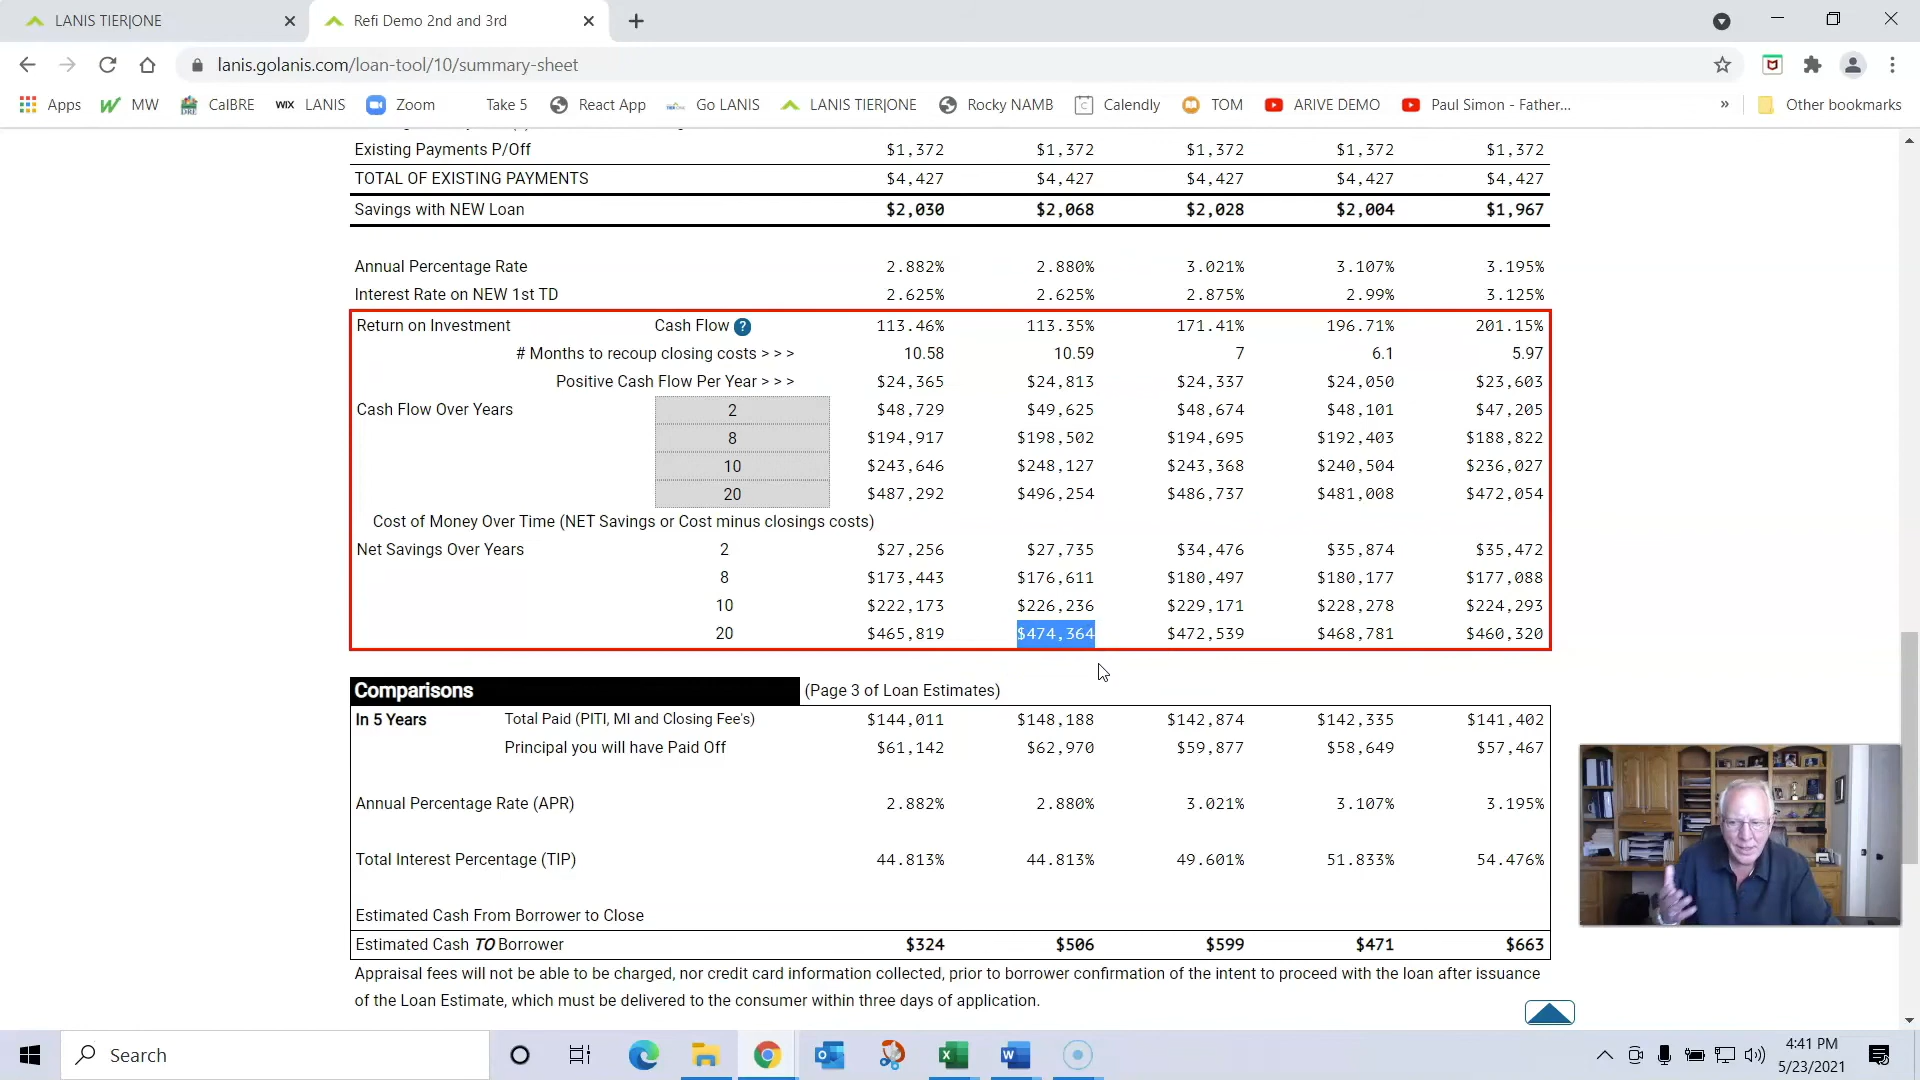 LANIS TIER|ONE
Refi Demo 2nd and 3rd
lanis.golanis.com/loan-tool/10/summary-sheet
Apps MW CalBRE WIX LANIS Zoom Take 5 React App Go LANIS LANIS TIER|ONE Rocky NAMB Calendly TOM ARIVE DEMO Paul Simon - Father... » Other bookmarks
Existing Payments P/Off $1,372 $1,372 $1,372 $1,372 $1,372
TOTAL OF EXISTING PAYMENTS $4,427 $4,427 $4,427 $4,427 $4,427
Savings with NEW Loan $2,030 $2,068 $2,028 $2,004 $1,967
Annual Percentage Rate 2.882% 2.880% 3.021% 3.107% 3.195%
Interest Rate on NEW 1st TD 2.625% 2.625% 2.875% 2.99% 3.125%
Return on Investment Cash Flow ? 113.46% 113.35% 171.41% 196.71% 201.15%
# Months to recoup closing costs > > > 10.58 10.59 7 6.1 5.97
Positive Cash Flow Per Year > > > $24,365 $24,813 $24,337 $24,050 $23,603
Cash Flow Over Years 2 $48,729 $49,625 $48,674 $48,101 $47,205
8 $194,917 $198,502 $194,695 $192,403 $188,822
10 $243,646 $248,127 $243,368 $240,504 $236,027
20 $487,292 $496,254 $486,737 $481,008 $472,054
Cost of Money Over Time (NET Savings or Cost minus closings costs)
Net Savings Over Years 2 $27,256 $27,735 $34,476 $35,874 $35,472
8 $173,443 $176,611 $180,497 $180,177 $177,088
10 $222,173 $226,236 $229,171 $228,278 $224,293
20 $465,819 $474,364 $472,539 $468,781 $460,320
Comparisons (Page 3 of Loan Estimates)
In 5 Years Total Paid (PITI, MI and Closing Fee's) $144,011 $148,188 $142,874 $142,335 $141,402
Principal you will have Paid Off $61,142 $62,970 $59,877 $58,649 $57,467
Annual Percentage Rate (APR) 2.882% 2.880% 3.021% 3.107% 3.195%
Total Interest Percentage (TIP) 44.813% 44.813% 49.601% 51.833% 54.476%
Estimated Cash From Borrower to Close
Estimated Cash TO Borrower $324 $506 $599 $471 $663
Appraisal fees will not be able to be charged, nor credit card information collected, prior to borrower confirmation of the intent to proceed with the loan after issuance
of the Loan Estimate, which must be delivered to the consumer within three days of application.
Search
4:41 PM
5/23/2021